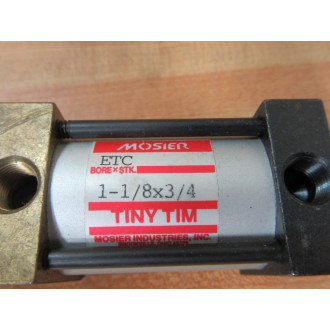 MOSIER
ETC
BORE × STK.
1-1/8x3/4
TINY TIM
MOSIER INDUSTRIES, INC.